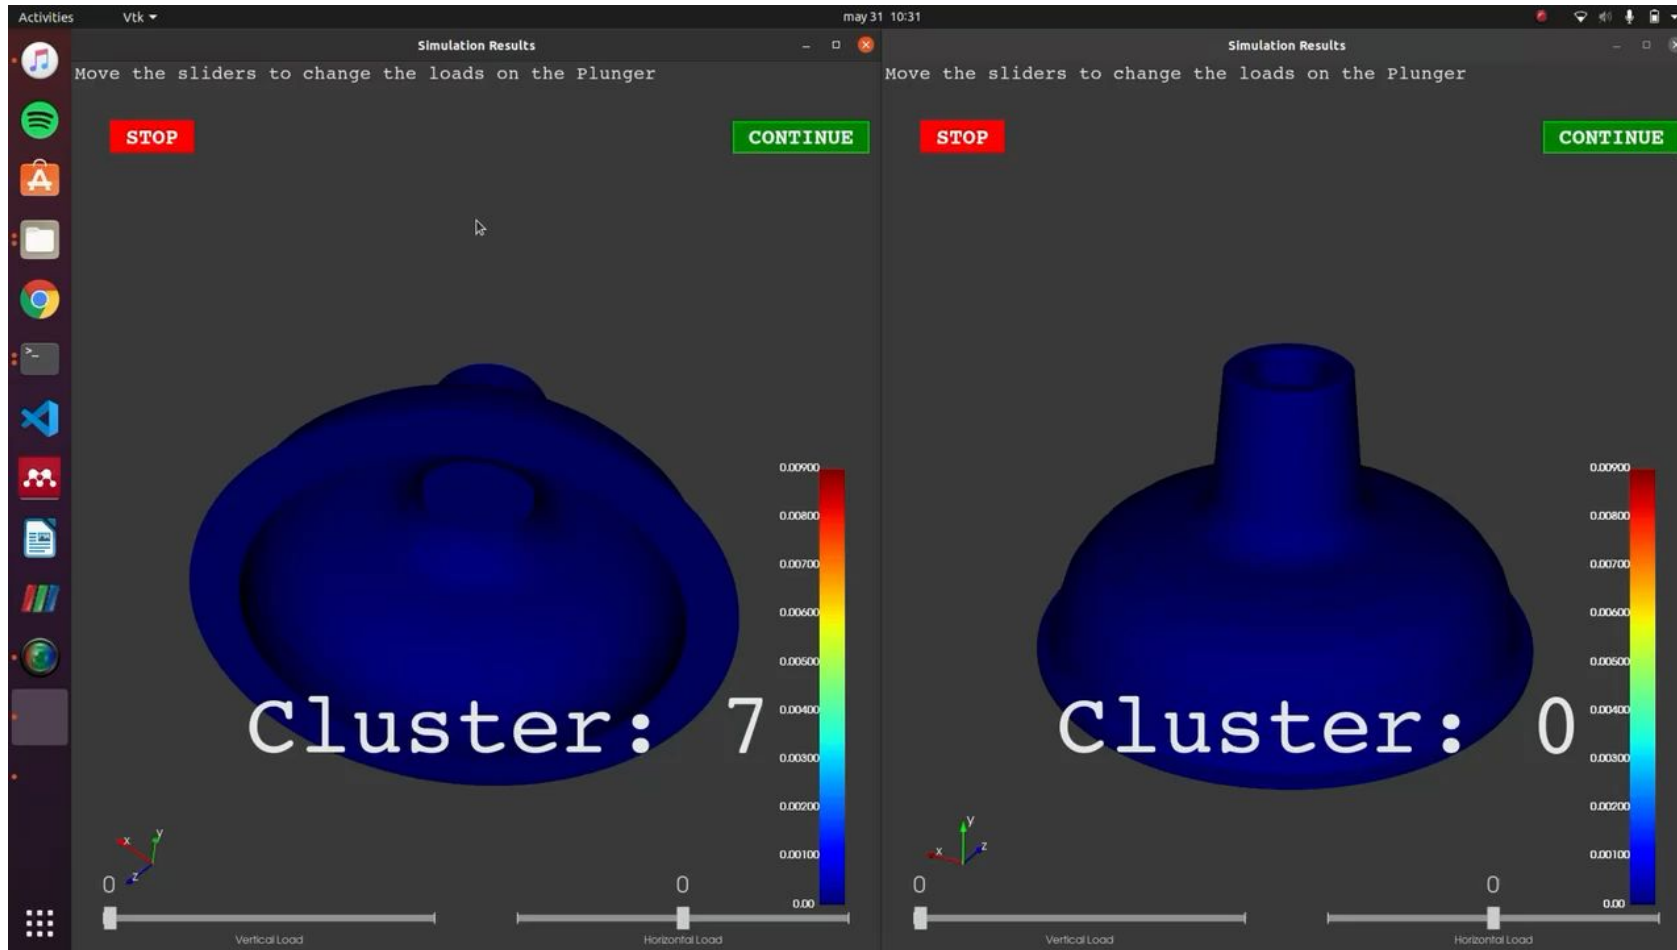 Activities Vtk may 31 10:31
Simulation Results
Move the sliders to change the loads on the Plunger
STOP CONTINUE
0.00900
0.00800
0.00700
0.00600
0.00500
0.00400
0.00300
0.00200
0.00100
0.00
Cluster: 7
x y z
0 0
Vertical Load Horizontal Load
Simulation Results
Move the sliders to change the loads on the Plunger
STOP CONTINUE
0.00900
0.00800
0.00700
0.00600
0.00500
0.00400
0.00300
0.00200
0.00100
0.00
Cluster: 0
x y z
0 0
Vertical Load Horizontal Load